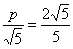 p/√5 = 2√5/5